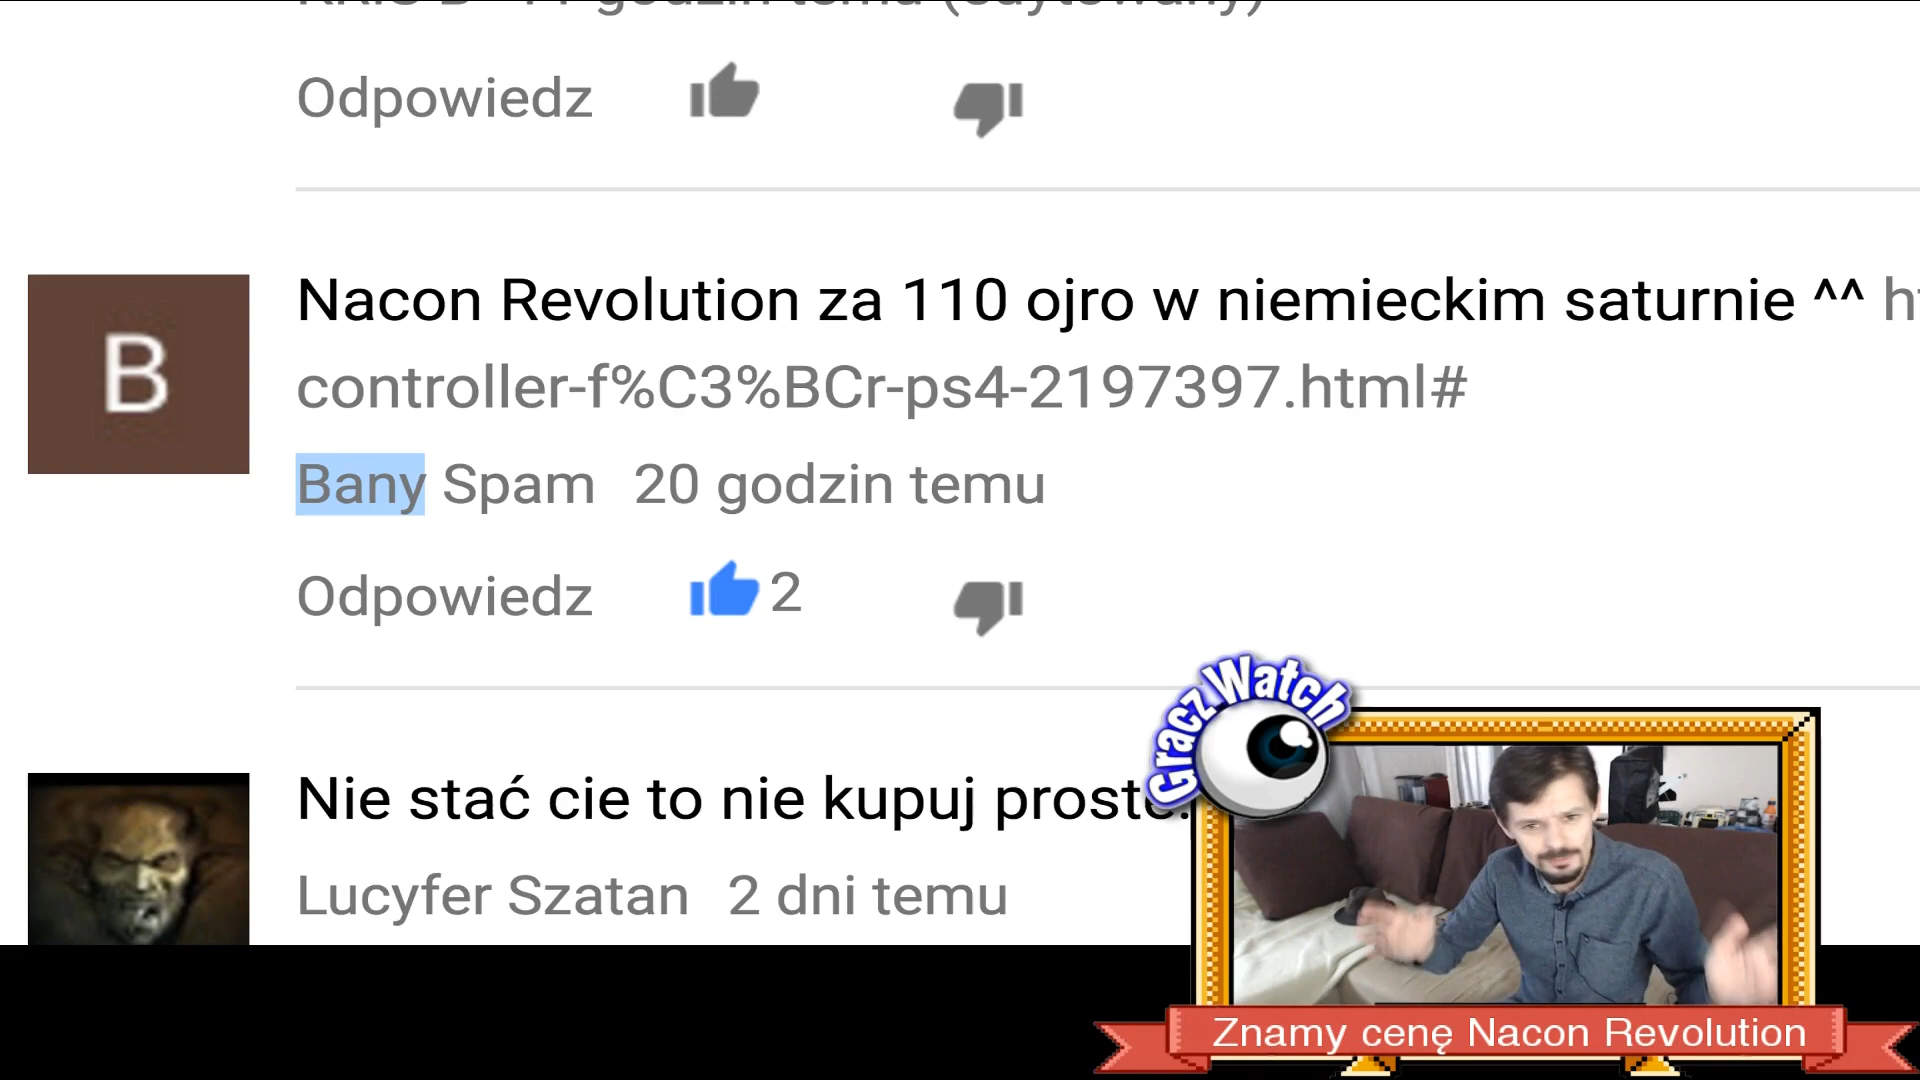 Odpowiedz
B
Nacon Revolution za 110 ojro w niemieckim saturnie ^^
controller-f%C3%BCr-ps4-2197397.html#
Bany Spam 20 godzin temu
Odpowiedz 2
Nie stać cie to nie kupuj prosto.
Lucyfer Szatan 2 dni temu
Gracz Watch
Znamy cenę Nacon Revolution